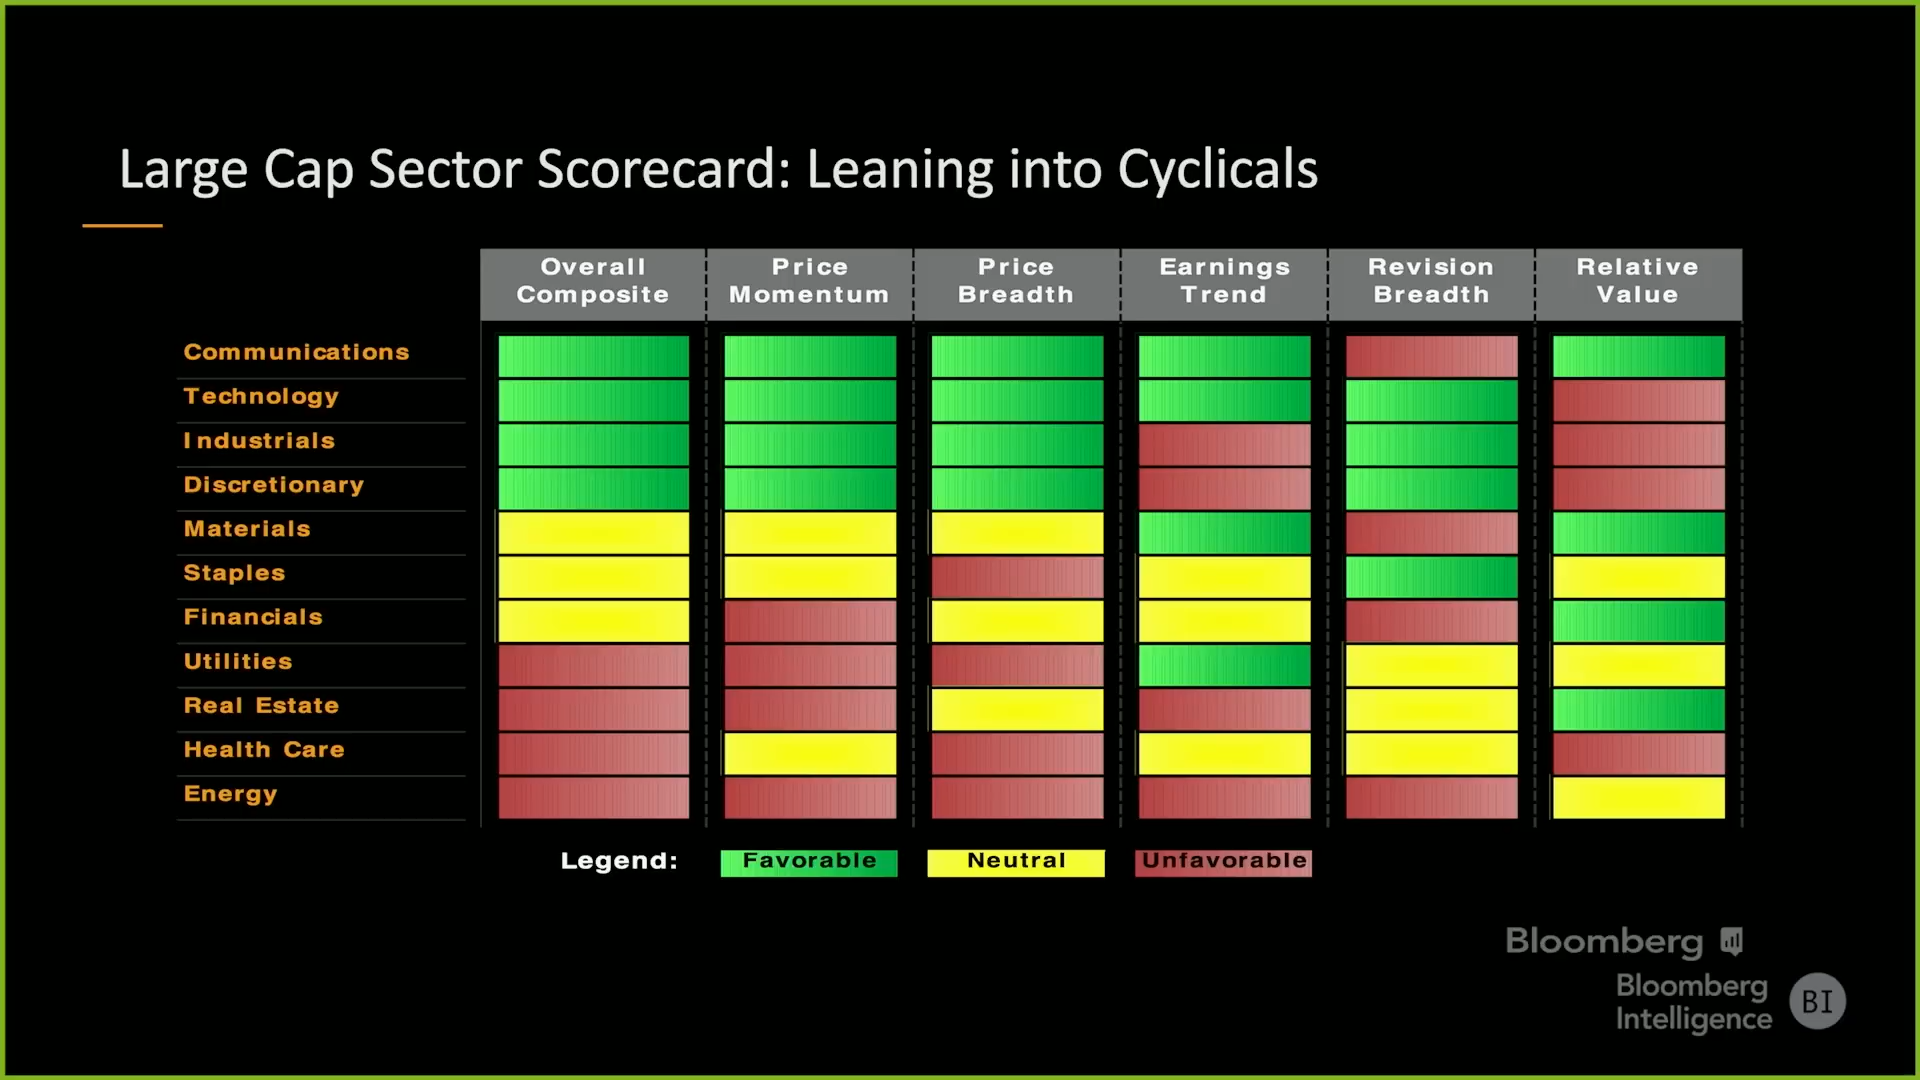 Large Cap Sector Scorecard: Leaning into Cyclicals
Overall Composite
Price Momentum
Price Breadth
Earnings Trend
Revision Breadth
Relative Value
Communications
Technology
Industrials
Discretionary
Materials
Staples
Financials
Utilities
Real Estate
Health Care
Energy
Legend: Favorable Neutral Unfavorable
Bloomberg
Bloomberg
Intelligence
BI